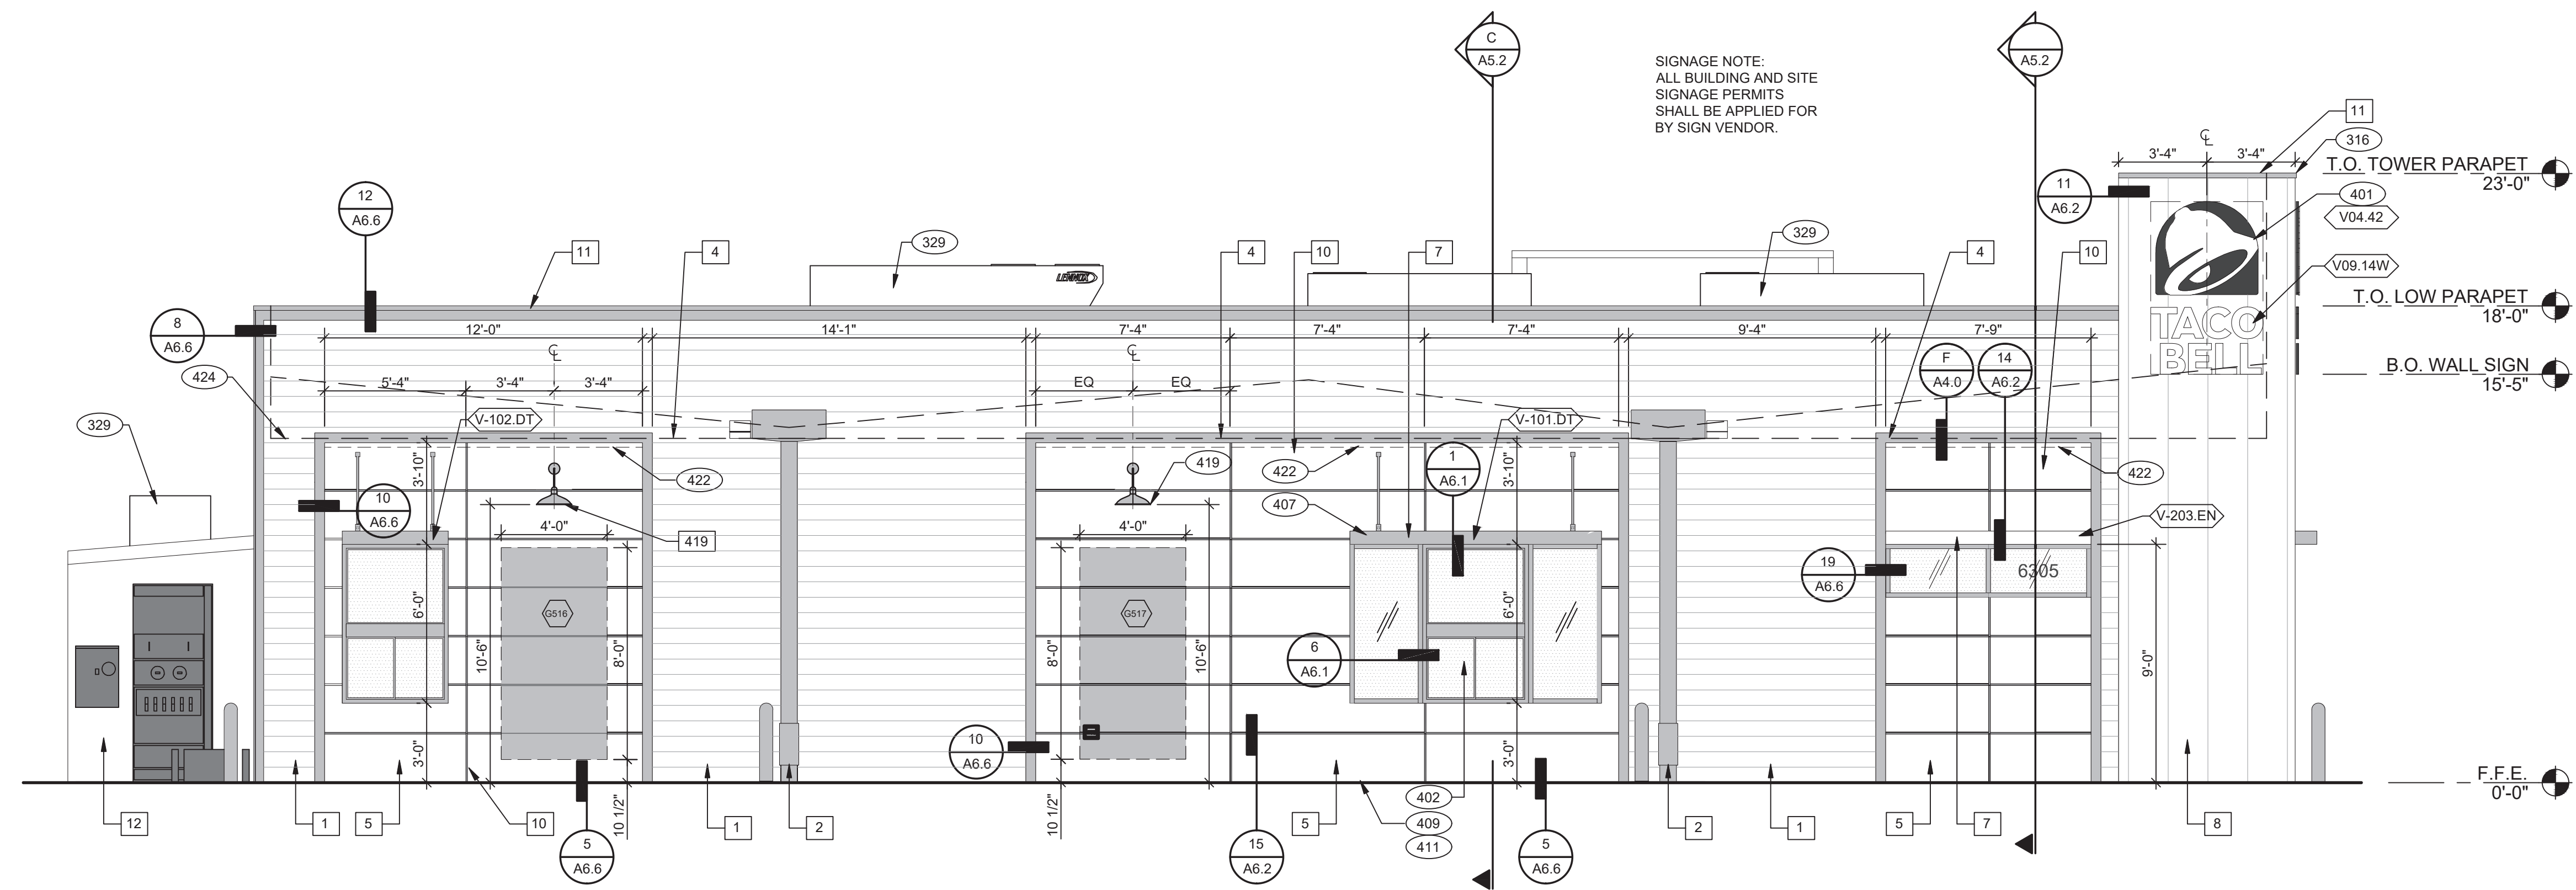 C
A5.2
A5.2
SIGNAGE NOTE:
ALL BUILDING AND SITE
SIGNAGE PERMITS
SHALL BE APPLIED FOR
BY SIGN VENDOR.
11
316
℄
3'-4" 3'-4"
T.O. TOWER PARAPET
23'-0"
401
V04.42
11
A6.2
12
A6.6
11
329
4
4
10
7
329
4
10
LENNOX
V09.14W
T.O. LOW PARAPET
18'-0"
TACO
BELL
B.O. WALL SIGN
15'-5"
8
A6.6
12'-0" 14'-1" 7'-4" 7'-4" 7'-4" 9'-4" 7'-9"
℄
℄
F
A4.0
14
A6.2
424
5'-4" 3'-4" 3'-4" EQ EQ
329
V-102.DT
V-101.DT
3'-10"
422
419
422
1
A6.1
3'-10"
422
10
A6.6
407
V-203.EN
4'-0"
419
4'-0"
19
A6.6
6305
6'-0"
G516
G517
6'-0"
10'-6"
8'-0"
8'-0"
10'-6"
6
A6.1
9'-0"
10
A6.6
3'-0"
3'-0"
F.F.E.
0'-0"
10 1/2"
10 1/2"
402
409
411
12
1
5
10
5
A6.6
1
2
15
A6.2
5
5
A6.6
2
1
5
7
8